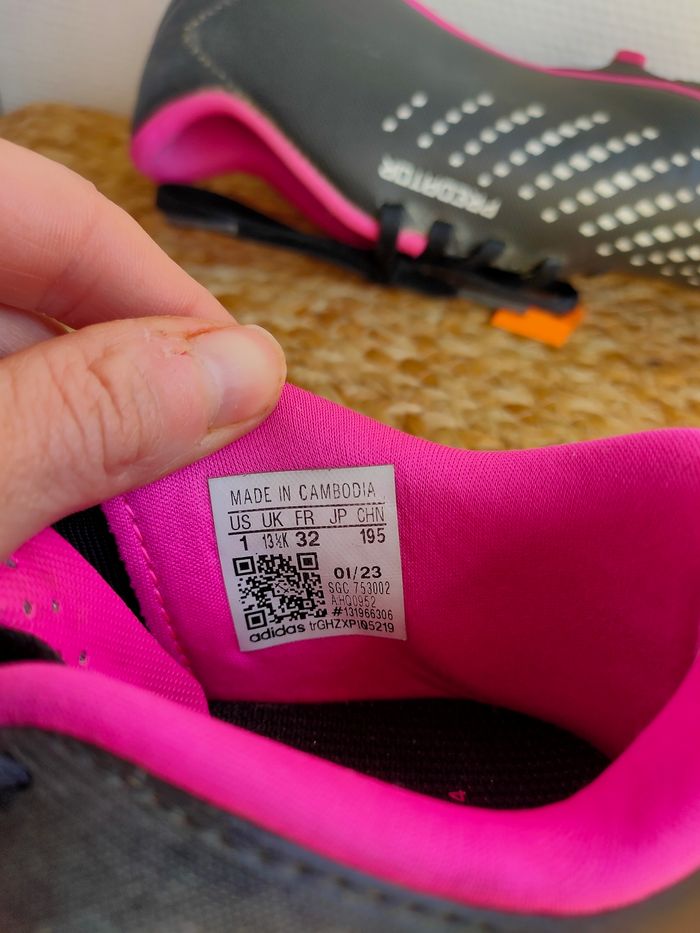 PREDATOR
MADE IN CAMBODIA
US UK FR JP CHN
1 13½K 32 195
01/23
SGC 753002
AHQ0952
#131966306
adidas trGHZXPI05219